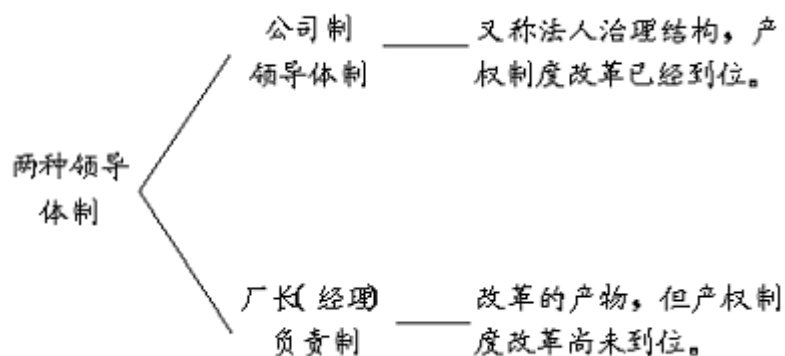 公司制
领导体制
又称法人治理结构，产
权制度改革已经到位。
两种领导
体制
厂长(经理)
负责制
改革的产物，但产权制
度改革尚未到位。